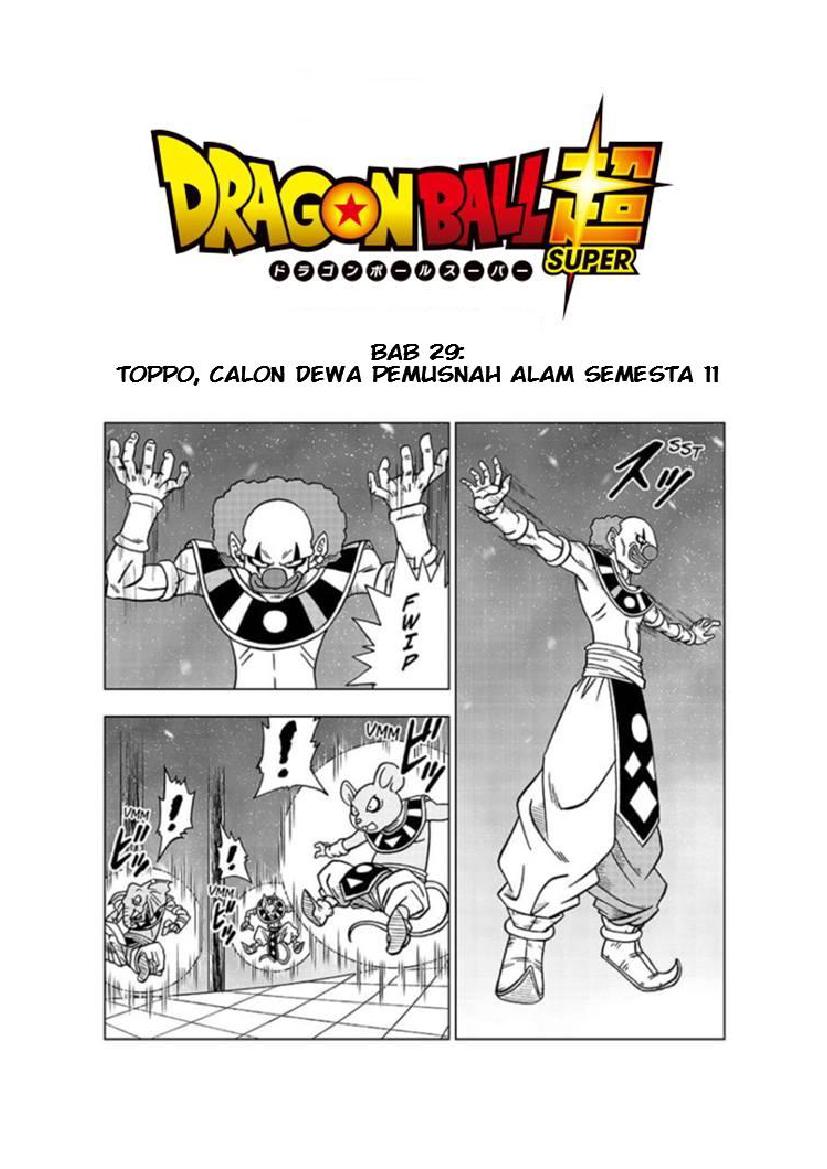 DRAGON BALL 超
SUPER
ドラゴンボールスーパー
BAB 29:
TOPPO, CALON DEWA PEMUSNAH ALAM SEMESTA 11
FWIP
SST
スッ
VMM
ビッ
!
!
VMM
ビッ
!
VMM
ビッ